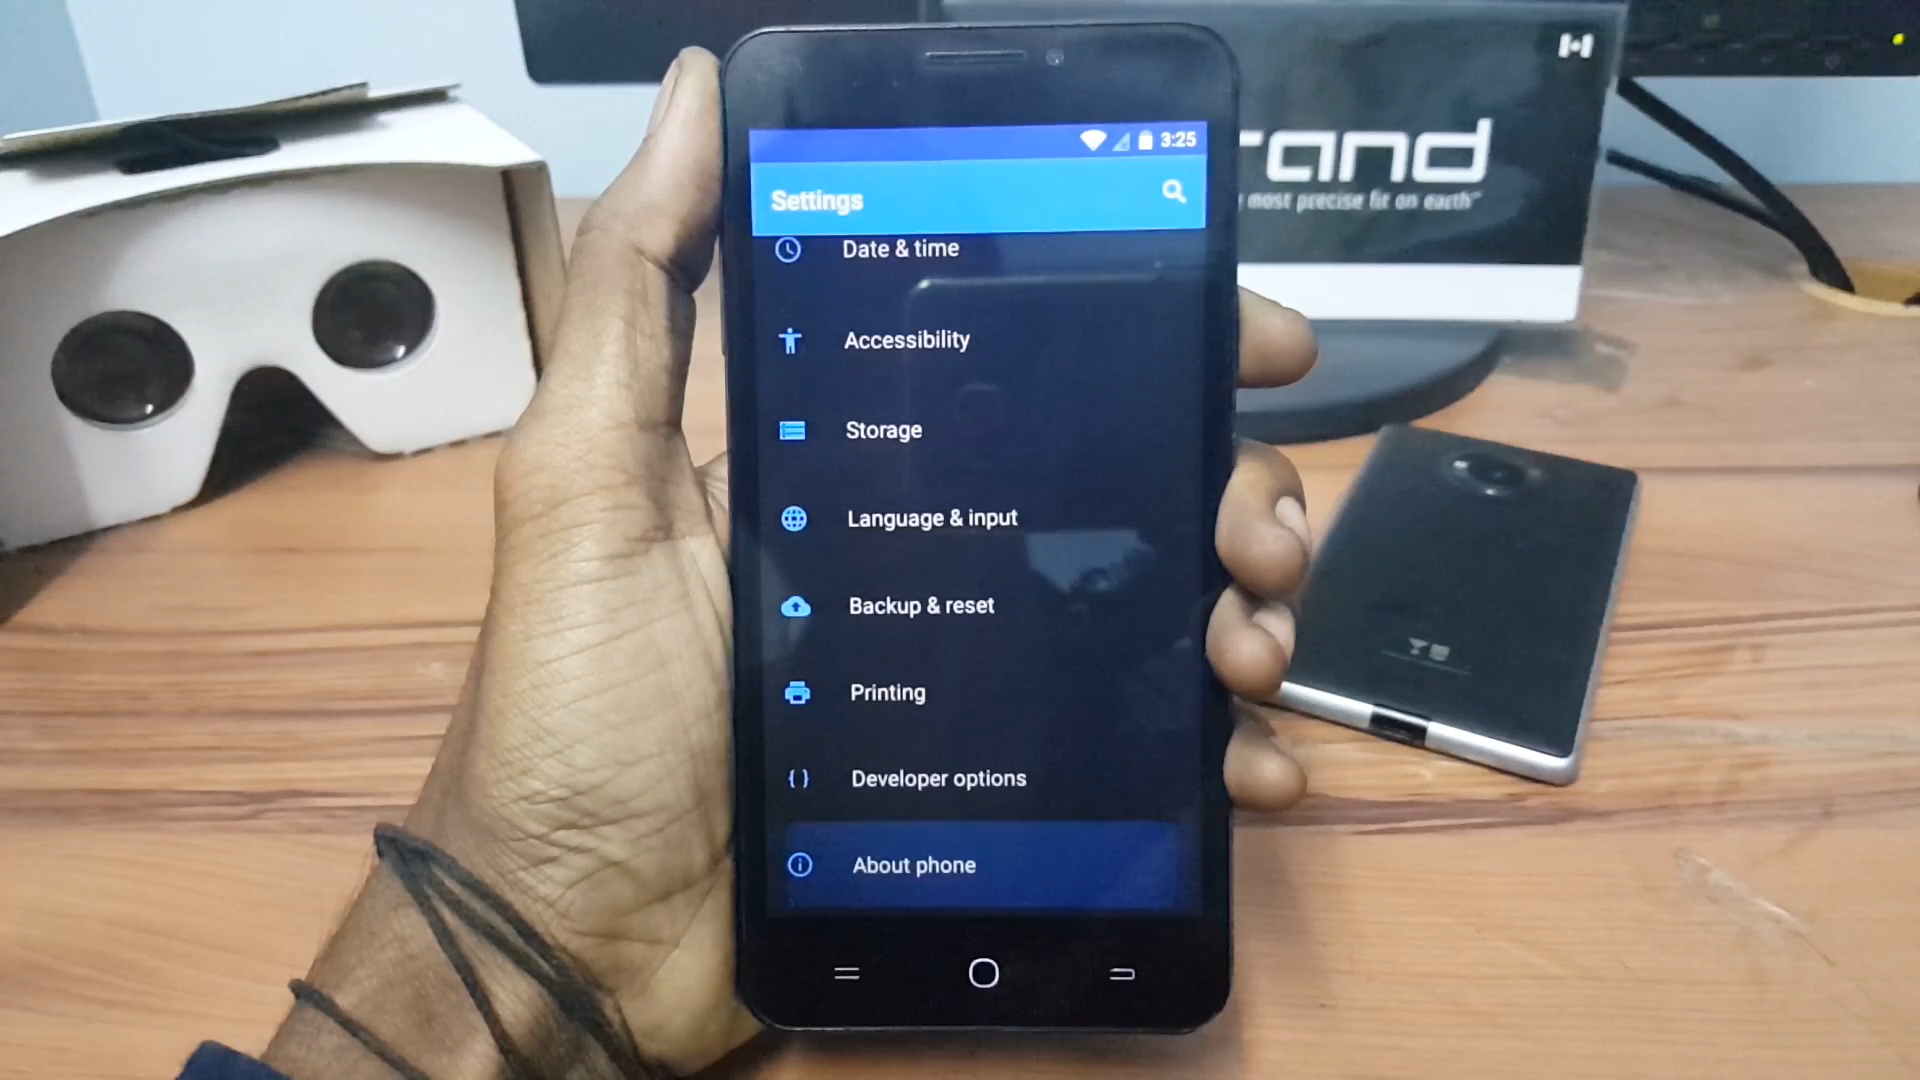 3:25
Settings
Date & time
Accessibility
Storage
Language & input
Backup & reset
Printing
Developer options
About phone
rand
most precise fit on earth™